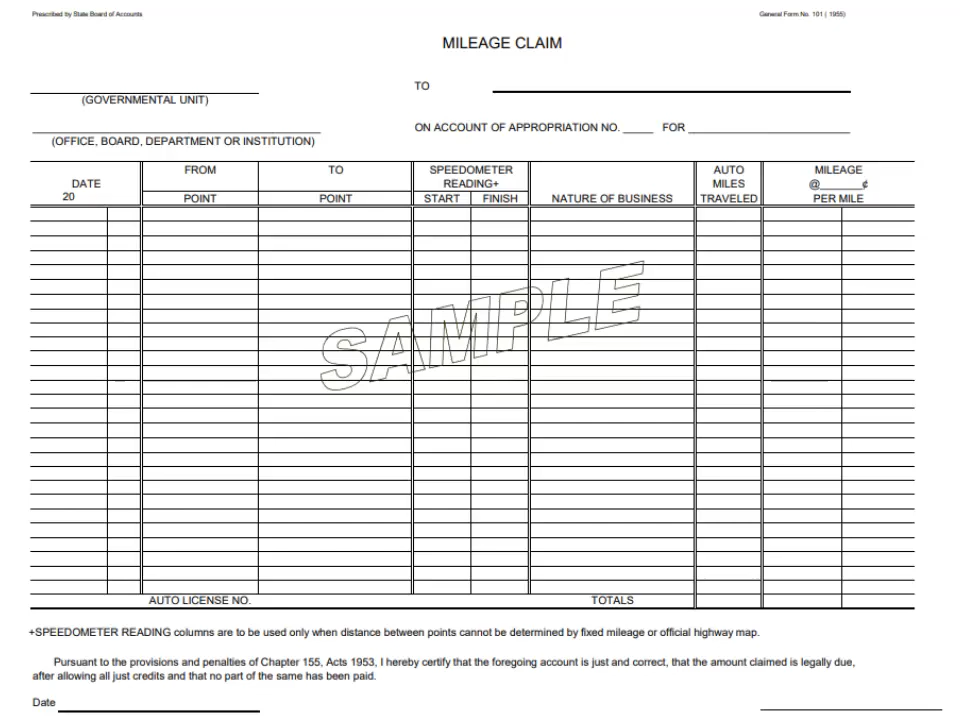 Prescribed by State Board of Accounts General Form No. 101 ( 1955)
MILEAGE CLAIM
TO
(GOVERNMENTAL UNIT)
ON ACCOUNT OF APPROPRIATION NO. _____ FOR
(OFFICE, BOARD, DEPARTMENT OR INSTITUTION)
FROM TO SPEEDOMETER AUTO MILEAGE
DATE READING+ MILES @_______¢
20 POINT POINT START FINISH NATURE OF BUSINESS TRAVELED PER MILE
SAMPLE
AUTO LICENSE NO. TOTALS
+SPEEDOMETER READING columns are to be used only when distance between points cannot be determined by fixed mileage or official highway map.
Pursuant to the provisions and penalties of Chapter 155, Acts 1953, I hereby certify that the foregoing account is just and correct, that the amount claimed is legally due,
after allowing all just credits and that no part of the same has been paid.
Date